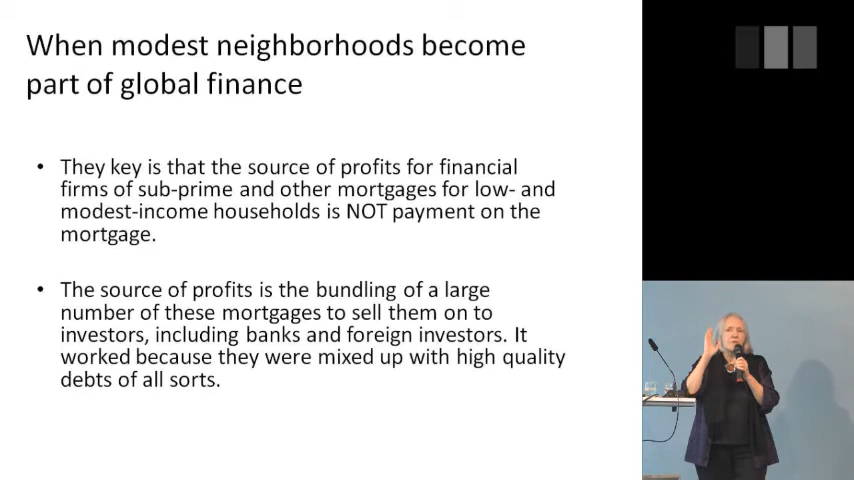 When modest neighborhoods become
part of global finance
• They key is that the source of profits for financial
firms of sub-prime and other mortgages for low- and
modest-income households is NOT payment on the
mortgage.
• The source of profits is the bundling of a large
number of these mortgages to sell them on to
investors, including banks and foreign investors. It
worked because they were mixed up with high quality
debts of all sorts.